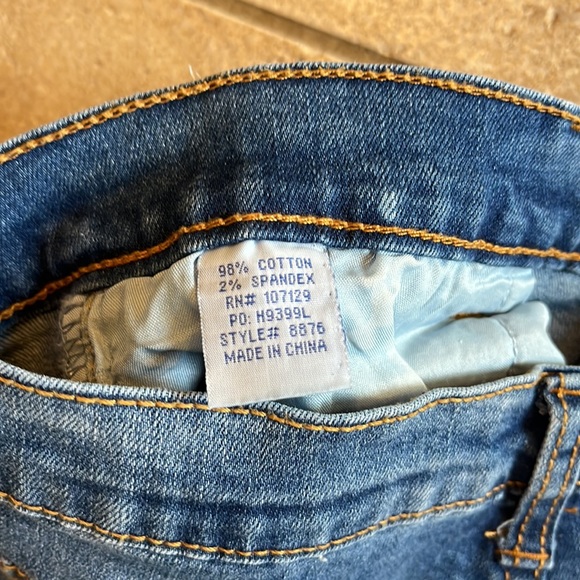 98% COTTON
2% SPANDEX
RN# 107129
PO: H9399L
STYLE# 8876
MADE IN CHINA